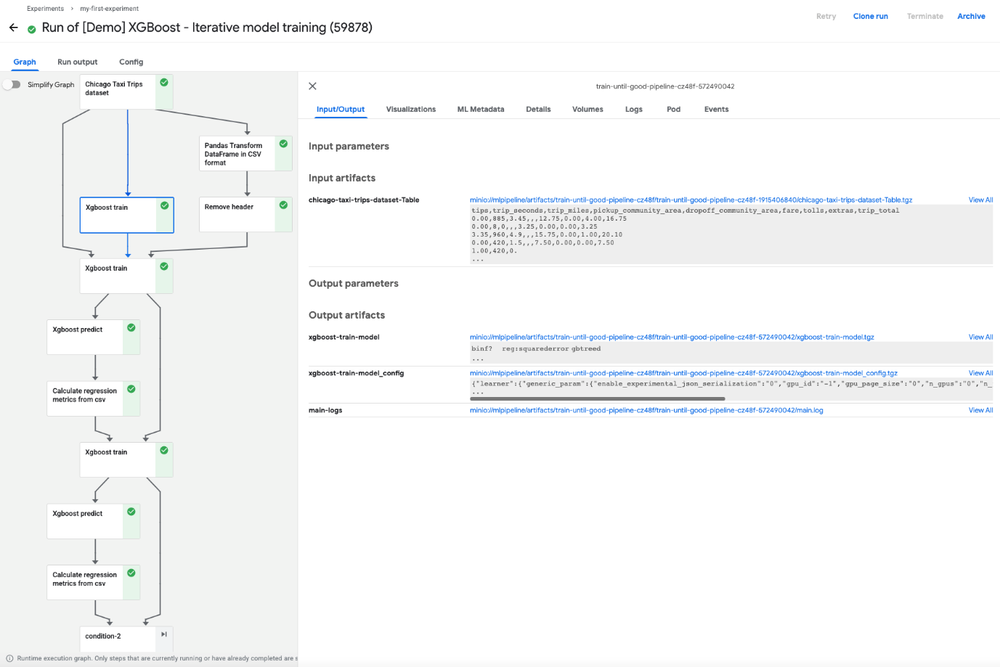 Experiments > my-first-experiment
Run of [Demo] XGBoost - Iterative model training (59878)
Retry
Clone run
Terminate
Archive
Graph
Run output
Config
Simplify Graph
Chicago Taxi Trips
dataset
Pandas Transform
DataFrame in CSV
format
Xgboost train
Remove header
Xgboost train
Xgboost predict
Calculate regression
metrics from csv
Xgboost train
Xgboost predict
Calculate regression
metrics from csv
condition-2
Runtime execution graph. Only steps that are currently running or have already completed are s
train-until-good-pipeline-cz48f-572490042
Input/Output
Visualizations
ML Metadata
Details
Volumes
Logs
Pod
Events
Input parameters
Input artifacts
chicago-taxi-trips-dataset-Table
minio://mlpipeline/artifacts/train-until-good-pipeline-cz48f/train-until-good-pipeline-cz48f-1915406840/chicago-taxi-trips-dataset-Table.tgz
View All
tips,trip_seconds,trip_miles,pickup_community_area,dropoff_community_area,fare,tolls,extras,trip_total
0.00,885,3.45,,,12.75,0.00,4.00,16.75
0.00,8,0,,,3.25,0.00,0.00,3.25
3.35,960,4.9,,,15.75,0.00,1.00,20.10
0.00,420,1.5,,,7.50,0.00,0.00,7.50
1.00,420,0.
...
Output parameters
Output artifacts
xgboost-train-model
minio://mlpipeline/artifacts/train-until-good-pipeline-cz48f/train-until-good-pipeline-cz48f-572490042/xgboost-train-model.tgz
View All
binf? reg:squarederror gbtreed
...
xgboost-train-model_config
minio://mlpipeline/artifacts/train-until-good-pipeline-cz48f/train-until-good-pipeline-cz48f-572490042/xgboost-train-model_config.tgz
View All
{"learner":{"generic_param":{"enable_experimental_json_serialization":"0","gpu_id":"-1","gpu_page_size":"0","n_gpus":"0","n_
...
main-logs
minio://mlpipeline/artifacts/train-until-good-pipeline-cz48f/train-until-good-pipeline-cz48f-572490042/main.log
View All